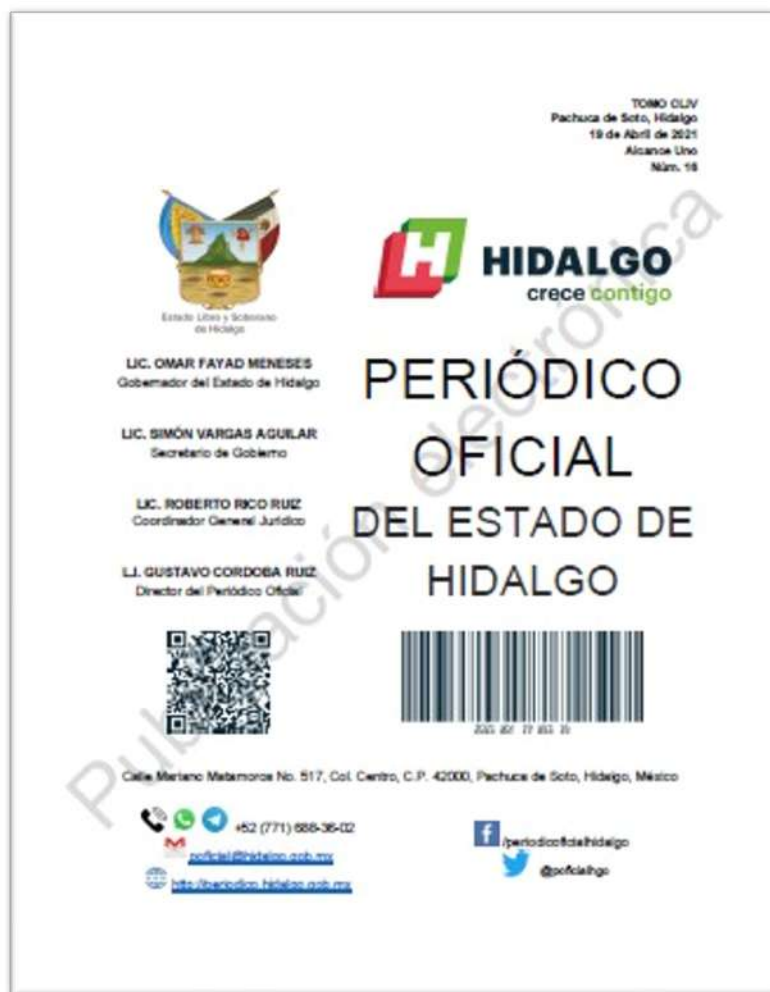 TOMO CLIV
Pachuca de Soto, Hidalgo
19 de Abril de 2021
Alcance Uno
Núm. 16
Estado Libre y Soberano
de Hidalgo
H HIDALGO
crece contigo
LIC. OMAR FAYAD MENESES
Gobernador del Estado de Hidalgo
LIC. SIMÓN VARGAS AGUILAR
Secretario de Gobierno
LIC. ROBERTO RICO RUIZ
Coordinador General Jurídico
L.I. GUSTAVO CORDOBA RUIZ
Director del Periódico Oficial
PERIÓDICO
OFICIAL
DEL ESTADO DE
HIDALGO
Calle Mariano Matamoros No. 517, Col. Centro, C.P. 42000, Pachuca de Soto, Hidalgo, México
+52 (771) 688-36-02
poficial@hidalgo.gob.mx
http://periodico.hidalgo.gob.mx
/periodicoficialhidalgo
@poficialhgo
Publicación electrónica